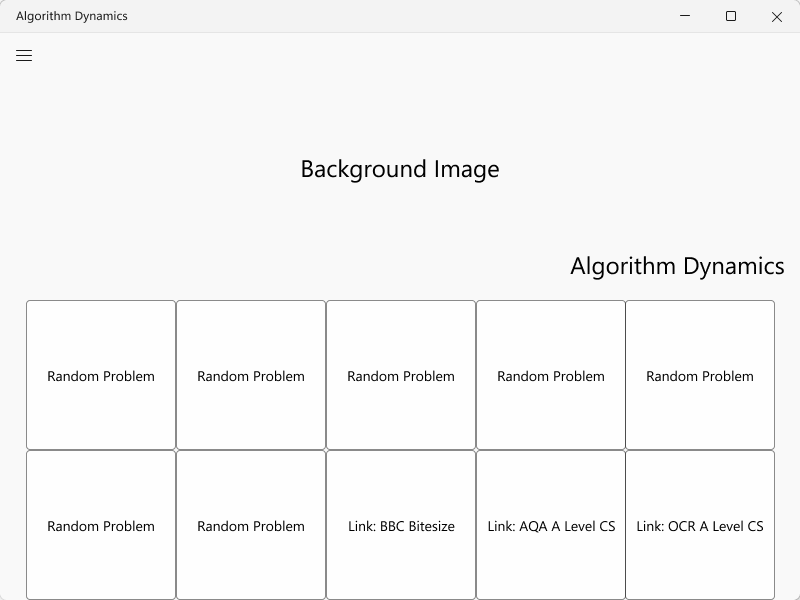 Algorithm Dynamics
Background Image
Algorithm Dynamics
Random Problem
Random Problem
Random Problem
Random Problem
Random Problem
Random Problem
Random Problem
Link: BBC Bitesize
Link: AQA A Level CS
Link: OCR A Level CS